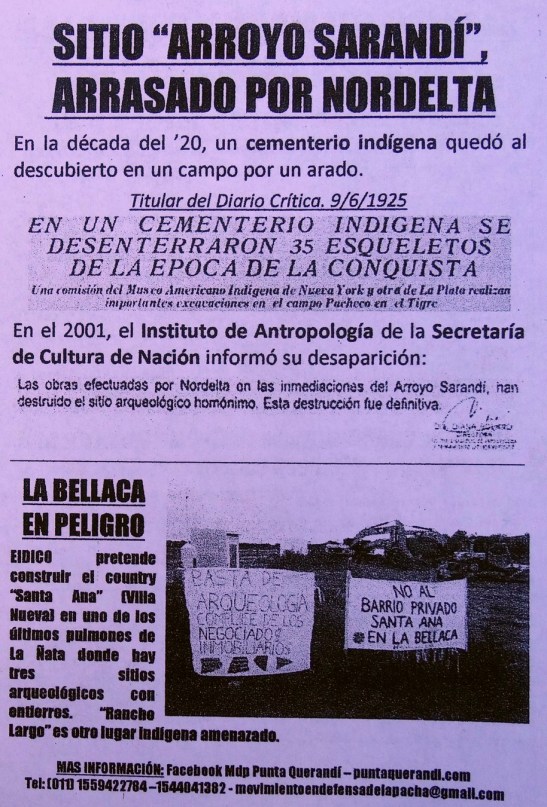 SITIO “ARROYO SARANDÍ”,
ARRASADO POR NORDELTA
En la década del ’20, un cementerio indígena quedó al
descubierto en un campo por un arado.
Titular del Diario Crítica. 9/6/1925
EN UN CEMENTERIO INDIGENA SE
DESENTERRARON 35 ESQUELETOS
DE LA EPOCA DE LA CONQUISTA
Una comisión del Museo Americano Indígena de Nueva York y otra de La Plata realizan
importantes excavaciones en el campo Pacheco en el Tigre
En el 2001, el Instituto de Antropología de la Secretaría
de Cultura de Nación informó su desaparición:
Las obras efectuadas por Nordelta en las inmediaciones del Arroyo Sarandí, han
destruido el sitio arqueológico homónimo. Esta destrucción fue definitiva.
DIRECTORA
LA BELLACA
EN PELIGRO
EIDICO pretende
construir el country
“Santa Ana” (Villa
Nueva) en uno de los
últimos pulmones de
La Ñata donde hay
tres sitios
arqueológicos con
entierros. “Rancho
Largo” es otro lugar indígena amenazado.
BASTA DE
ARQUEOLOGIA
COMPLICE DE LOS
NEGOCIADOS
INMOBILIARIOS
NO AL
BARRIO PRIVADO
SANTA ANA
EN LA BELLACA
MAS INFORMACIÓN: Facebook Mdp Punta Querandí – puntaquerandi.com
Tel: (011) 1559422784 –1544041382 - movimientoendefensadelapacha@gmail.com